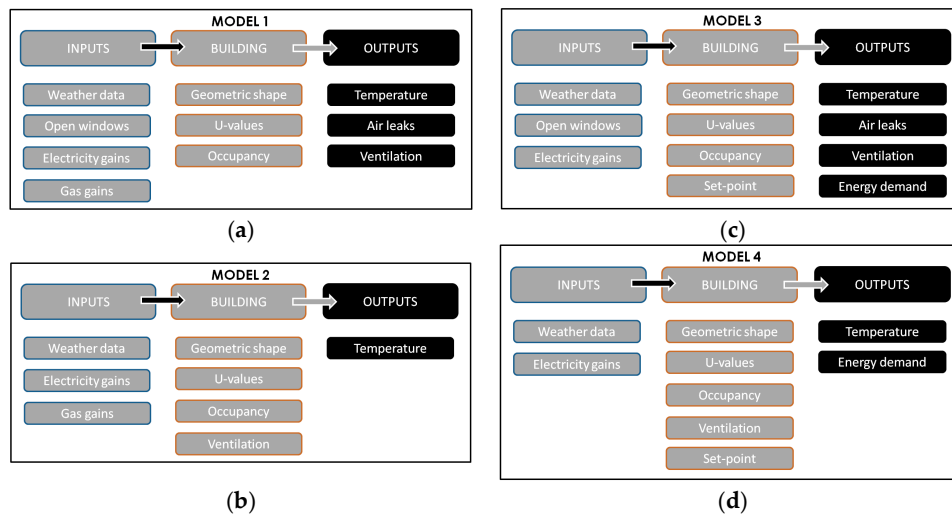 MODEL 1
INPUTS
BUILDING
OUTPUTS
Weather data
Geometric shape
Temperature
Open windows
U-values
Air leaks
Electricity gains
Occupancy
Ventilation
Gas gains
(a)
MODEL 3
INPUTS
BUILDING
OUTPUTS
Weather data
Geometric shape
Temperature
Open windows
U-values
Air leaks
Electricity gains
Occupancy
Ventilation
Set-point
Energy demand
(c)
MODEL 2
INPUTS
BUILDING
OUTPUTS
Weather data
Geometric shape
Temperature
Electricity gains
U-values
Gas gains
Occupancy
Ventilation
(b)
MODEL 4
INPUTS
BUILDING
OUTPUTS
Weather data
Geometric shape
Temperature
Electricity gains
U-values
Energy demand
Occupancy
Ventilation
Set-point
(d)